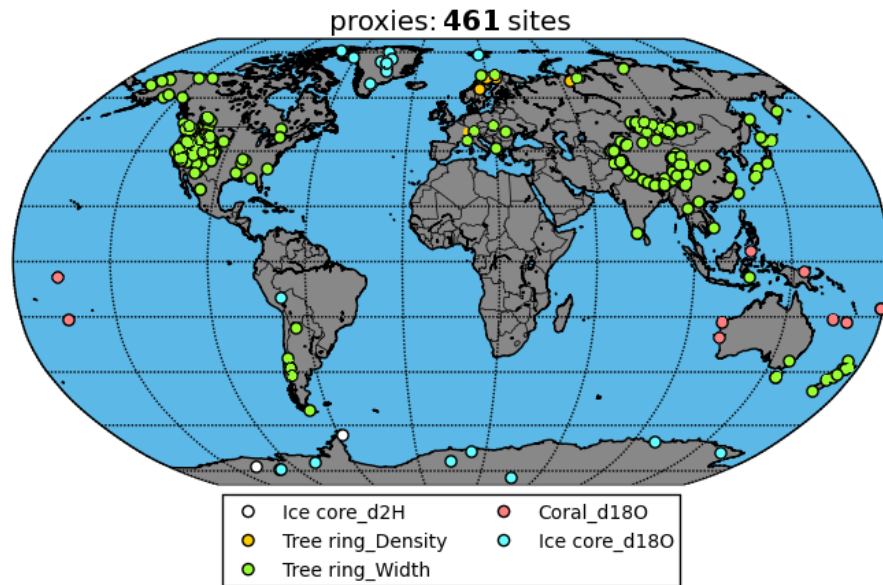 proxies: 461 sites
Ice core_d2H
Tree ring_Density
Tree ring_Width
Coral_d18O
Ice core_d18O